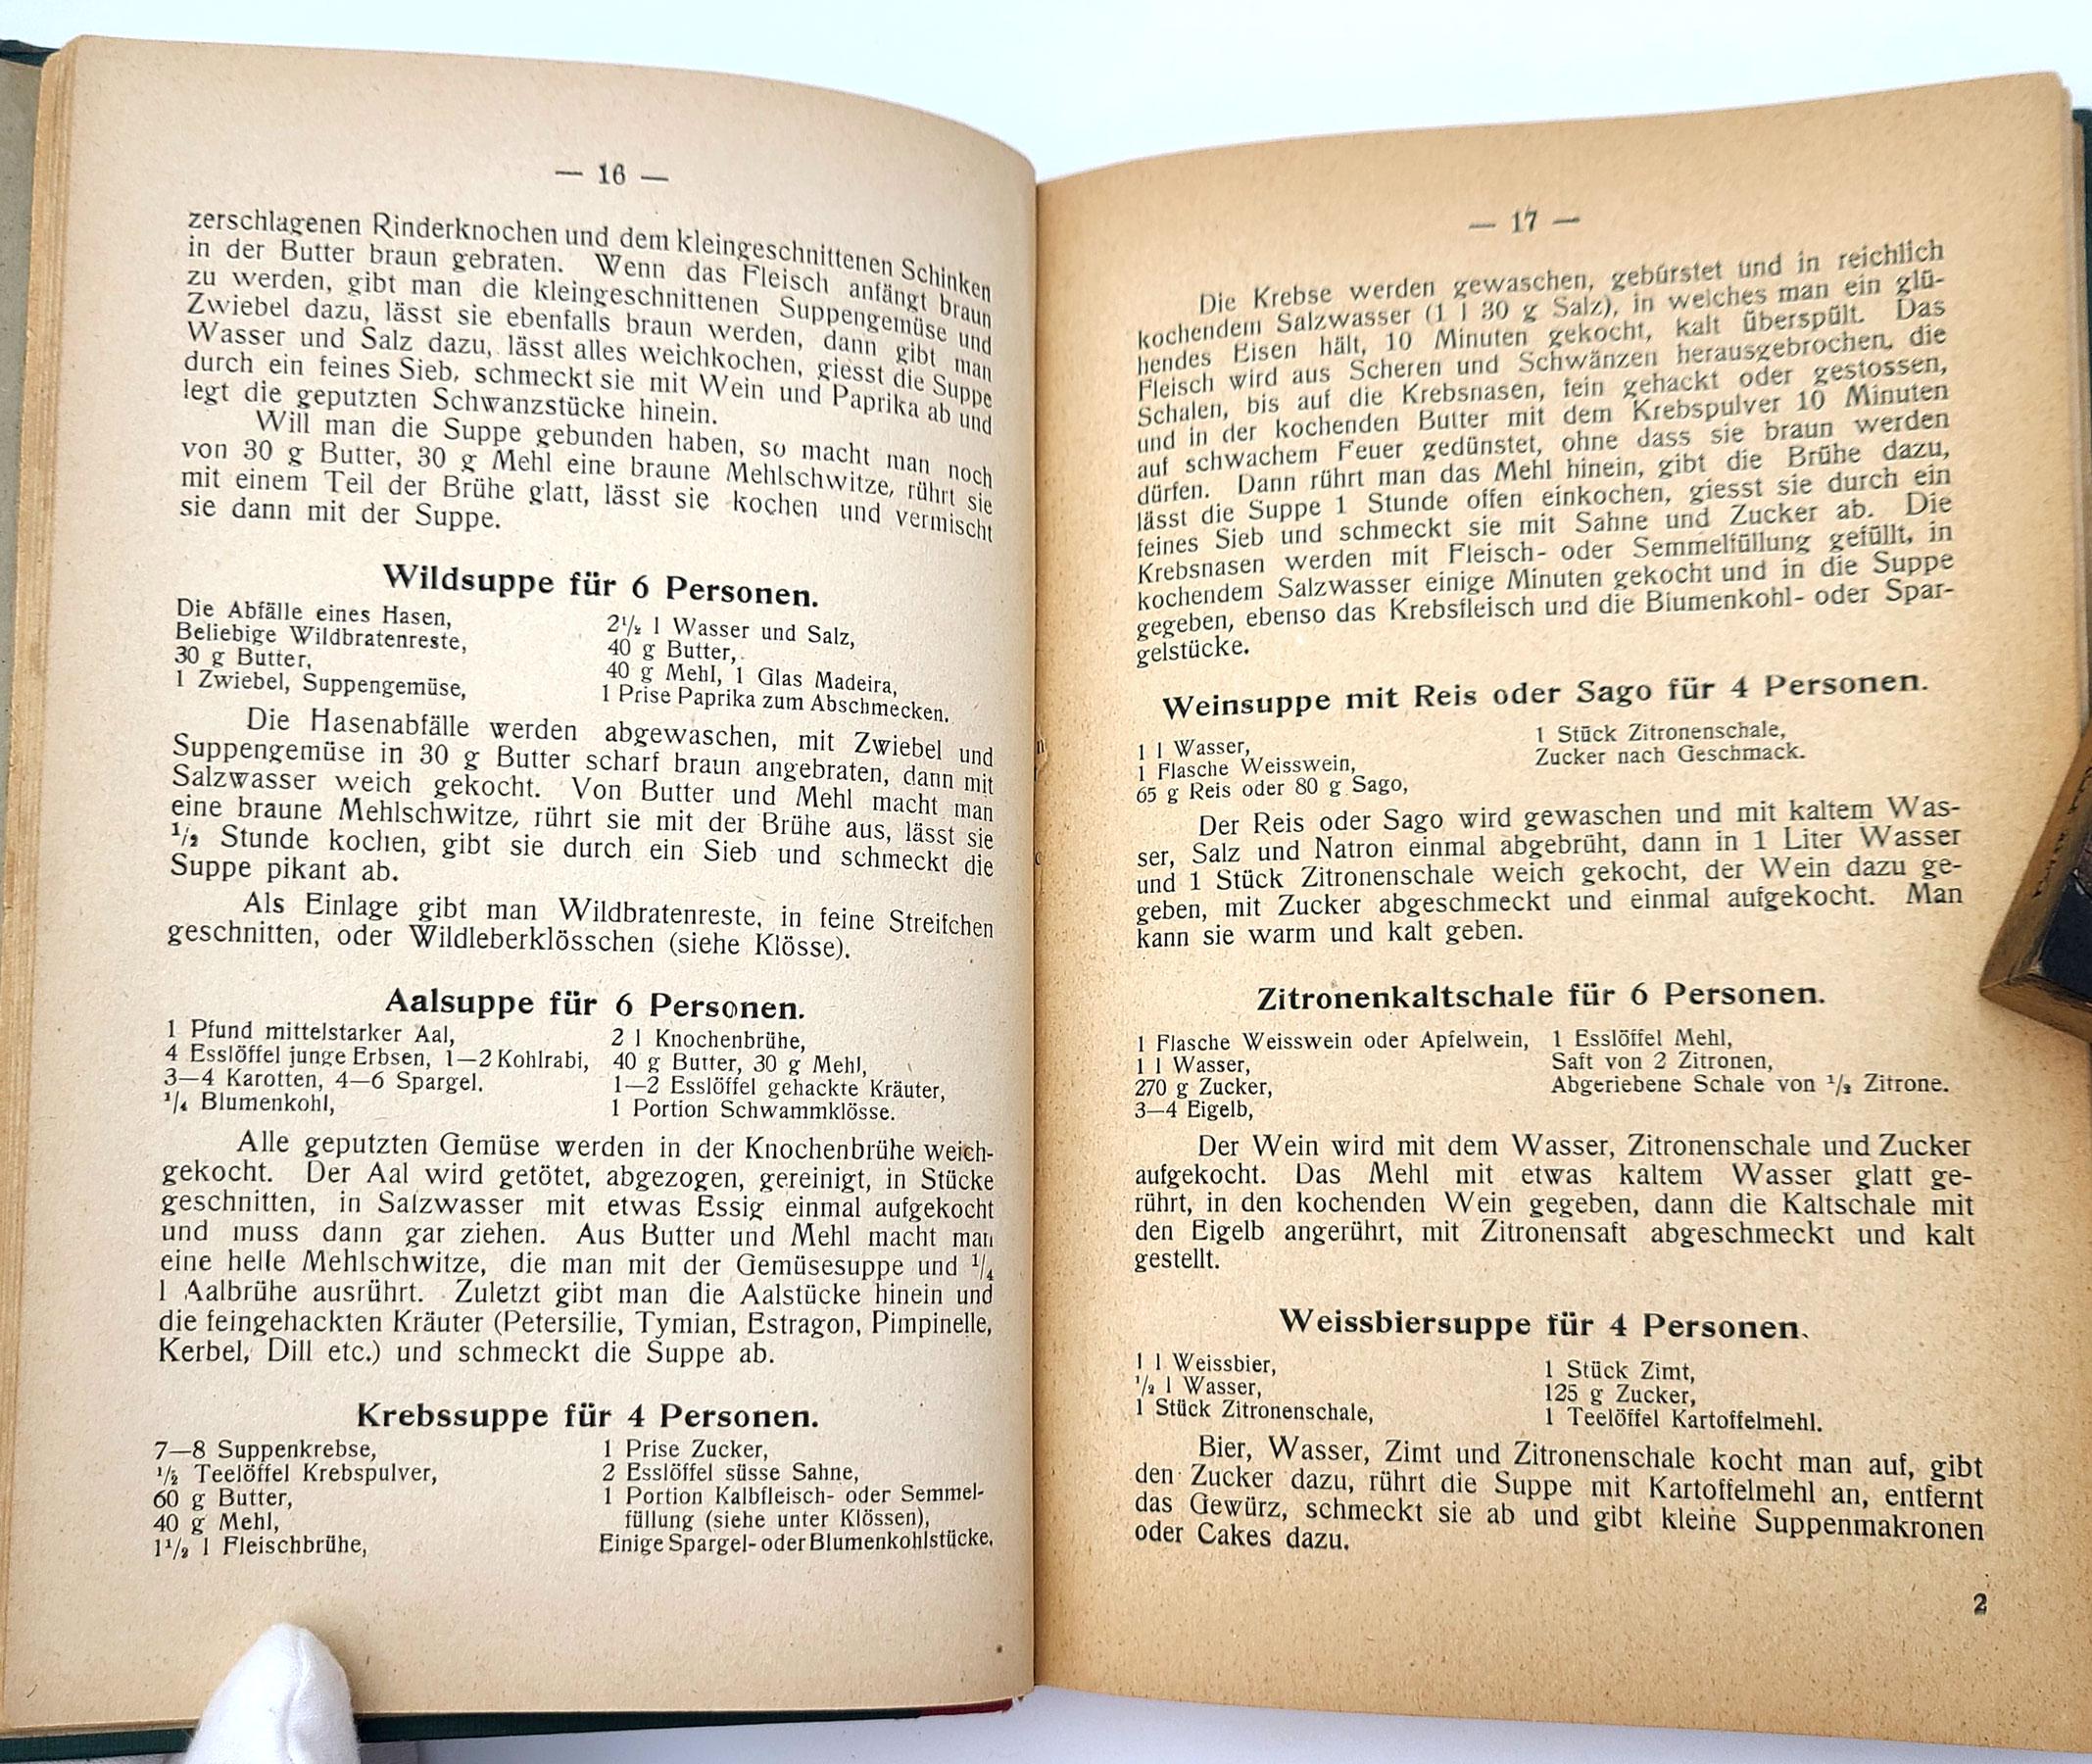 — 16 —
zerschlagenen Rinderknochen und dem kleingeschnittenen Schinken
in der Butter braun gebraten. Wenn das Fleisch anfängt braun
zu werden, gibt man die kleingeschnittenen Suppengemüse und
Zwiebel dazu, lässt sie ebenfalls braun werden, dann gibt man
Wasser und Salz dazu, lässt alles weichkochen, giesst die Suppe
durch ein feines Sieb, schmeckt sie mit Wein und Paprika ab und
legt die geputzten Schwanzstücke hinein.
Will man die Suppe gebunden haben, so macht man noch
von 30 g Butter, 30 g Mehl eine braune Mehlschwitze, rührt sie
mit einem Teil der Brühe glatt, lässt sie kochen und vermischt
sie dann mit der Suppe.
Wildsuppe für 6 Personen.
Die Abfälle eines Hasen,
Beliebige Wildbratenreste,
30 g Butter,
1 Zwiebel, Suppengemüse,
2½ l Wasser und Salz,
40 g Butter,
40 g Mehl, 1 Glas Madeira,
1 Prise Paprika zum Abschmecken.
Die Hasenabfälle werden abgewaschen, mit Zwiebel und
Suppengemüse in 30 g Butter scharf braun angebraten, dann mit
Salzwasser weich gekocht. Von Butter und Mehl macht man
eine braune Mehlschwitze, rührt sie mit der Brühe aus, lässt sie
½ Stunde kochen, gibt sie durch ein Sieb und schmeckt die
Suppe pikant ab.
Als Einlage gibt man Wildbratenreste, in feine Streifchen
geschnitten, oder Wildleberklösschen (siehe Klösse).
Aalsuppe für 6 Personen.
1 Pfund mittelstarker Aal,
4 Esslöffel junge Erbsen, 1—2 Kohlrabi,
3—4 Karotten, 4—6 Spargel.
¼ Blumenkohl,
2 l Knochenbrühe,
40 g Butter, 30 g Mehl,
1—2 Esslöffel gehackte Kräuter,
1 Portion Schwammklösse.
Alle geputzten Gemüse werden in der Knochenbrühe weich-
gekocht. Der Aal wird getötet, abgezogen, gereinigt, in Stücke
geschnitten, in Salzwasser mit etwas Essig einmal aufgekocht
und muss dann gar ziehen. Aus Butter und Mehl macht man
eine helle Mehlschwitze, die man mit der Gemüsesuppe und ¼
l Aalbrühe ausrührt. Zuletzt gibt man die Aalstücke hinein und
die feingehackten Kräuter (Petersilie, Tymian, Estragon, Pimpinelle,
Kerbel, Dill etc.) und schmeckt die Suppe ab.
Krebssuppe für 4 Personen.
7—8 Suppenkrebse,
½ Teelöffel Krebspulver,
60 g Butter,
40 g Mehl,
1½ l Fleischbrühe,
1 Prise Zucker,
2 Esslöffel süsse Sahne,
1 Portion Kalbfleisch- oder Semmel-
füllung (siehe unter Klössen),
Einige Spargel- oder Blumenkohlstücke.
— 17 —
Die Krebse werden gewaschen, gebürstet und in reichlich
kochendem Salzwasser (1 l 30 g Salz), in welches man ein glü-
hendes Eisen hält, 10 Minuten gekocht, kalt überspült. Das
Fleisch wird aus Scheren und Schwänzen herausgebrochen, die
Schalen, bis auf die Krebsnasen, fein gehackt oder gestossen,
und in der kochenden Butter mit dem Krebspulver 10 Minuten
auf schwachem Feuer gedünstet, ohne dass sie braun werden
dürfen. Dann rührt man das Mehl hinein, gibt die Brühe dazu,
lässt die Suppe 1 Stunde offen einkochen, giesst sie durch ein
feines Sieb und schmeckt sie mit Sahne und Zucker ab. Die
Krebsnasen werden mit Fleisch- oder Semmelfüllung gefüllt, in
kochendem Salzwasser einige Minuten gekocht und in die Suppe
gegeben, ebenso das Krebsfleisch und die Blumenkohl- oder Spar-
gelstücke.
Weinsuppe mit Reis oder Sago für 4 Personen.
1 l Wasser,
1 Flasche Weisswein,
65 g Reis oder 80 g Sago,
1 Stück Zitronenschale,
Zucker nach Geschmack.
Der Reis oder Sago wird gewaschen und mit kaltem Was-
ser, Salz und Natron einmal abgebrüht, dann in 1 Liter Wasser
und 1 Stück Zitronenschale weich gekocht, der Wein dazu ge-
geben, mit Zucker abgeschmeckt und einmal aufgekocht. Man
kann sie warm und kalt geben.
Zitronenkaltschale für 6 Personen.
1 Flasche Weisswein oder Apfelwein,
1 l Wasser,
270 g Zucker,
3—4 Eigelb,
1 Esslöffel Mehl,
Saft von 2 Zitronen,
Abgeriebene Schale von ½ Zitrone.
Der Wein wird mit dem Wasser, Zitronenschale und Zucker
aufgekocht. Das Mehl mit etwas kaltem Wasser glatt ge-
rührt, in den kochenden Wein gegeben, dann die Kaltschale mit
den Eigelb angerührt, mit Zitronensaft abgeschmeckt und kalt
gestellt.
Weissbiersuppe für 4 Personen.
1 l Weissbier,
½ l Wasser,
1 Stück Zitronenschale,
1 Stück Zimt,
125 g Zucker,
1 Teelöffel Kartoffelmehl.
Bier, Wasser, Zimt und Zitronenschale kocht man auf, gibt
den Zucker dazu, rührt die Suppe mit Kartoffelmehl an, entfernt
das Gewürz, schmeckt sie ab und gibt kleine Suppenmakronen
oder Cakes dazu.
2